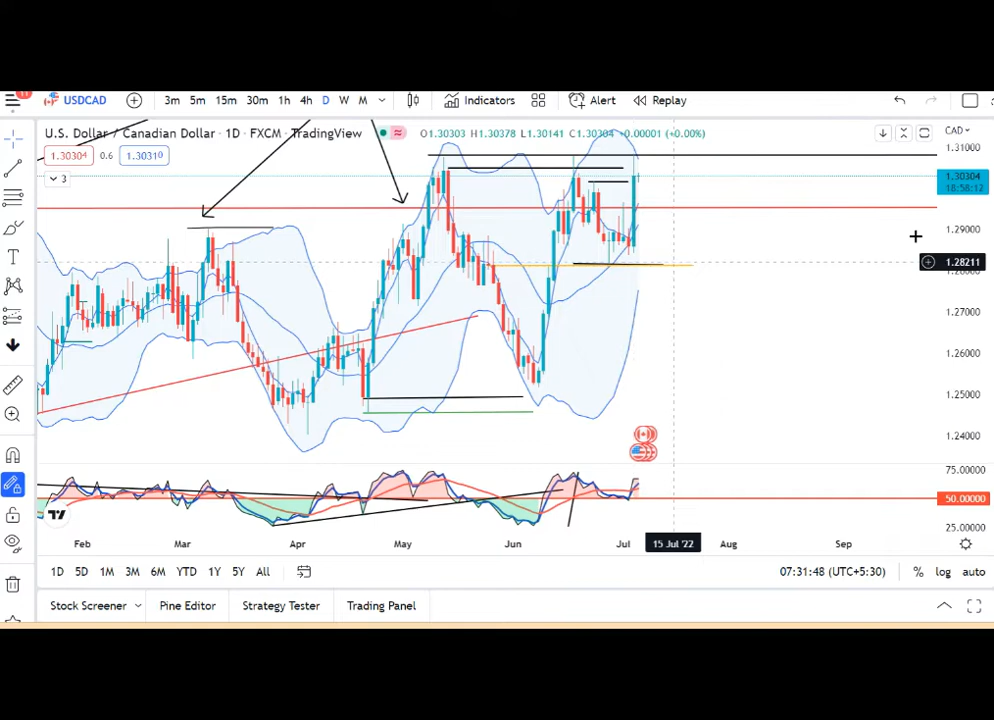 11
USDCAD 3m 5m 15m 30m 1h 4h D W M Indicators Alert Replay
U.S. Dollar / Canadian Dollar · 1D · FXCM · TradingView O1.30303 H1.30378 L1.30141 C1.30304 +0.00001 (+0.00%) CAD
1.30304 0.6 1.30310
3
1.31000
1.30304
18:58:12
1.29000
1.28211
1.28000
1.27000
1.26000
1.25000
1.24000
75.00000
50.00000
25.00000
Feb Mar Apr May Jun Jul 15 Jul '22 Aug Sep
1D 5D 1M 3M 6M YTD 1Y 5Y All 07:31:48 (UTC+5:30) % log auto
Stock Screener Pine Editor Strategy Tester Trading Panel